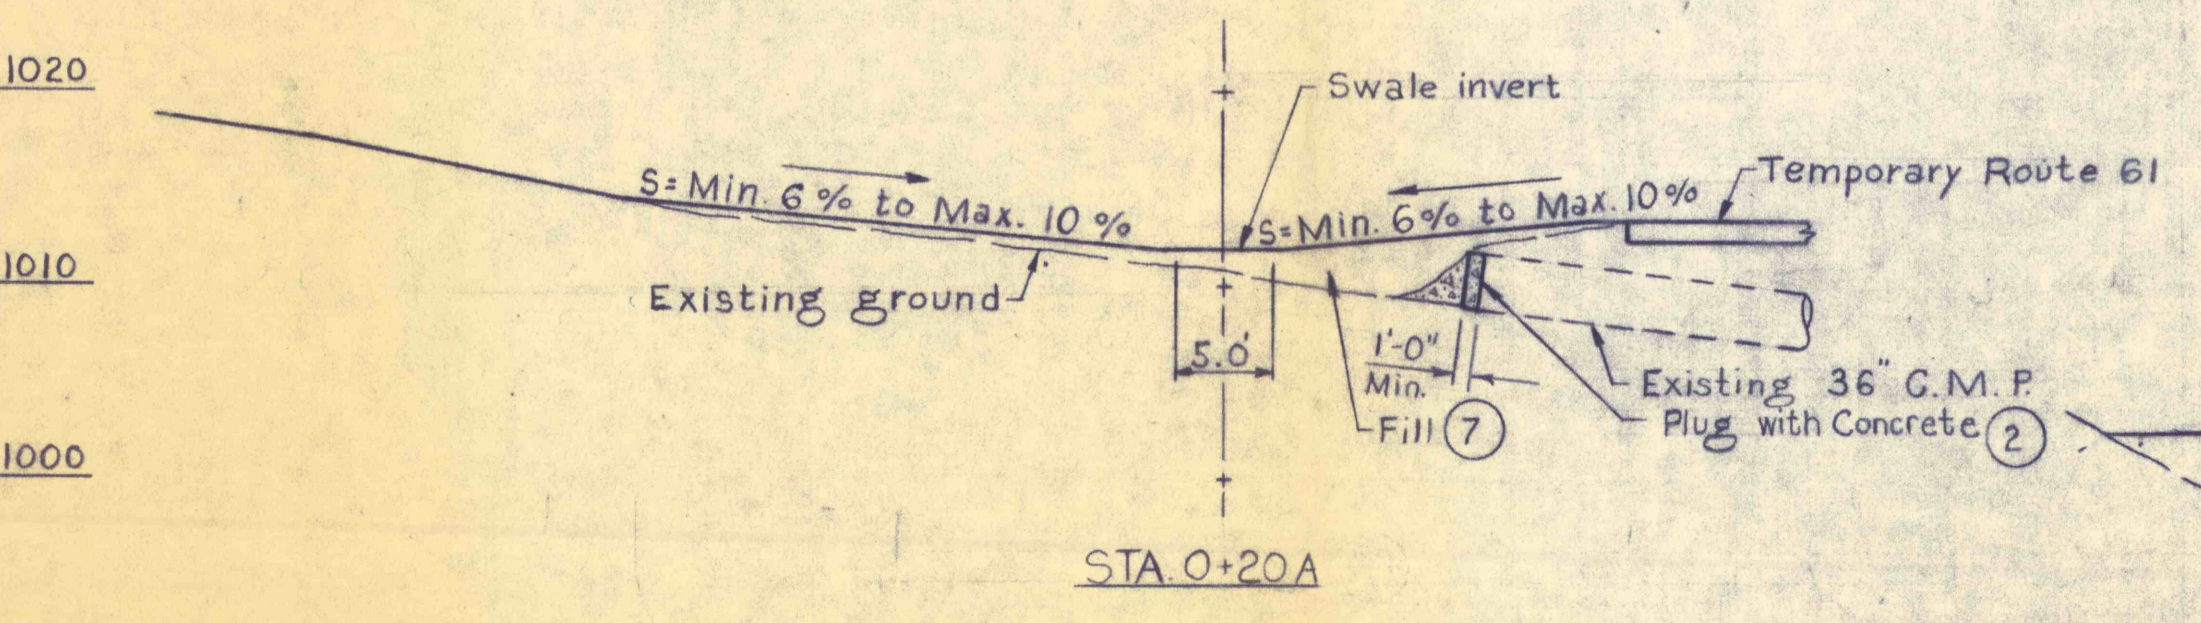 1020
Swale invert
Temporary Route 61
S=Min. 6% to Max. 10%
S=Min. 6% to Max. 10%
1010
Existing ground
5.0'
1'-0"
Min.
Existing 36" C.M.P.
Fill 7
Plug with Concrete 2
1000
STA. 0+20A